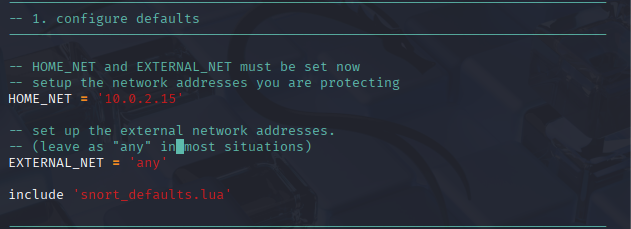 -- 1. configure defaults
-- HOME_NET and EXTERNAL_NET must be set now
-- setup the network addresses you are protecting
HOME_NET = '10.0.2.15'
-- set up the external network addresses.
-- (leave as "any" in most situations)
EXTERNAL_NET = 'any'
include 'snort_defaults.lua'